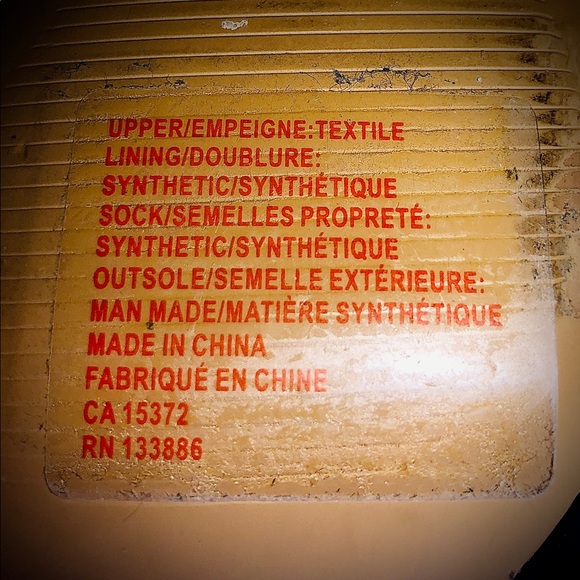 UPPER/EMPEIGNE:TEXTILE
LINING/DOUBLURE:
SYNTHETIC/SYNTHÉTIQUE
SOCK/SEMELLES PROPRETÉ:
SYNTHETIC/SYNTHÉTIQUE
OUTSOLE/SEMELLE EXTÉRIEURE:
MAN MADE/MATIÈRE SYNTHÉTIQUE
MADE IN CHINA
FABRIQUÉ EN CHINE
CA 15372
RN 133886